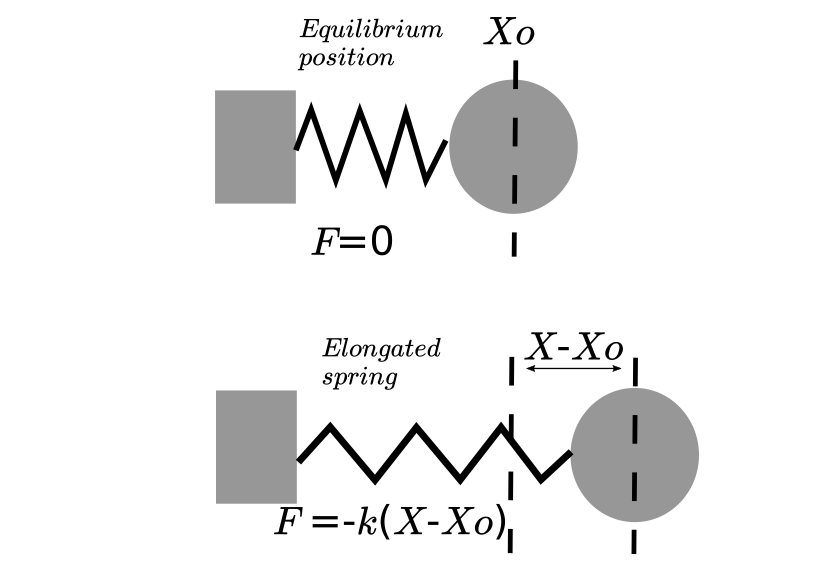 Equilibrium
position
Xo
F=0
Elongated
spring
X-Xo
F =-k(X-Xo)